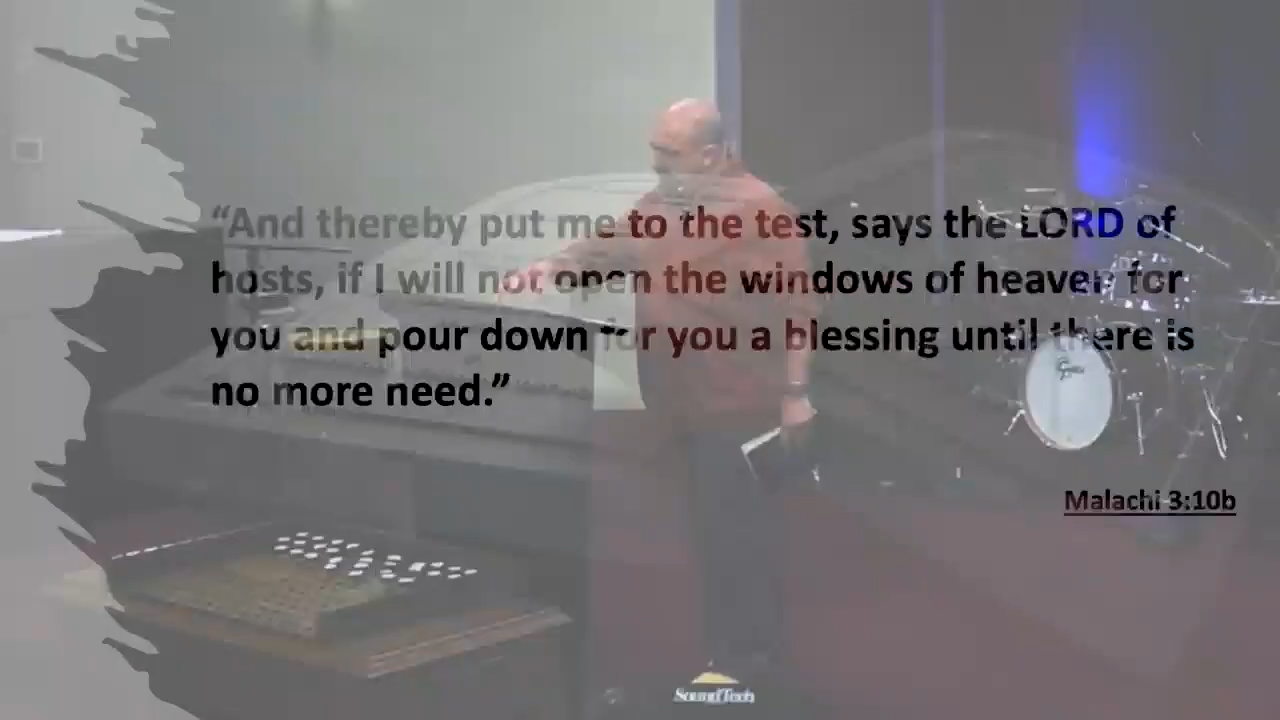 “And thereby put me to the test, says the LORD of
hosts, if I will not open the windows of heaven for
you and pour down for you a blessing until there is
no more need.”
Malachi 3:10b
SoundTech